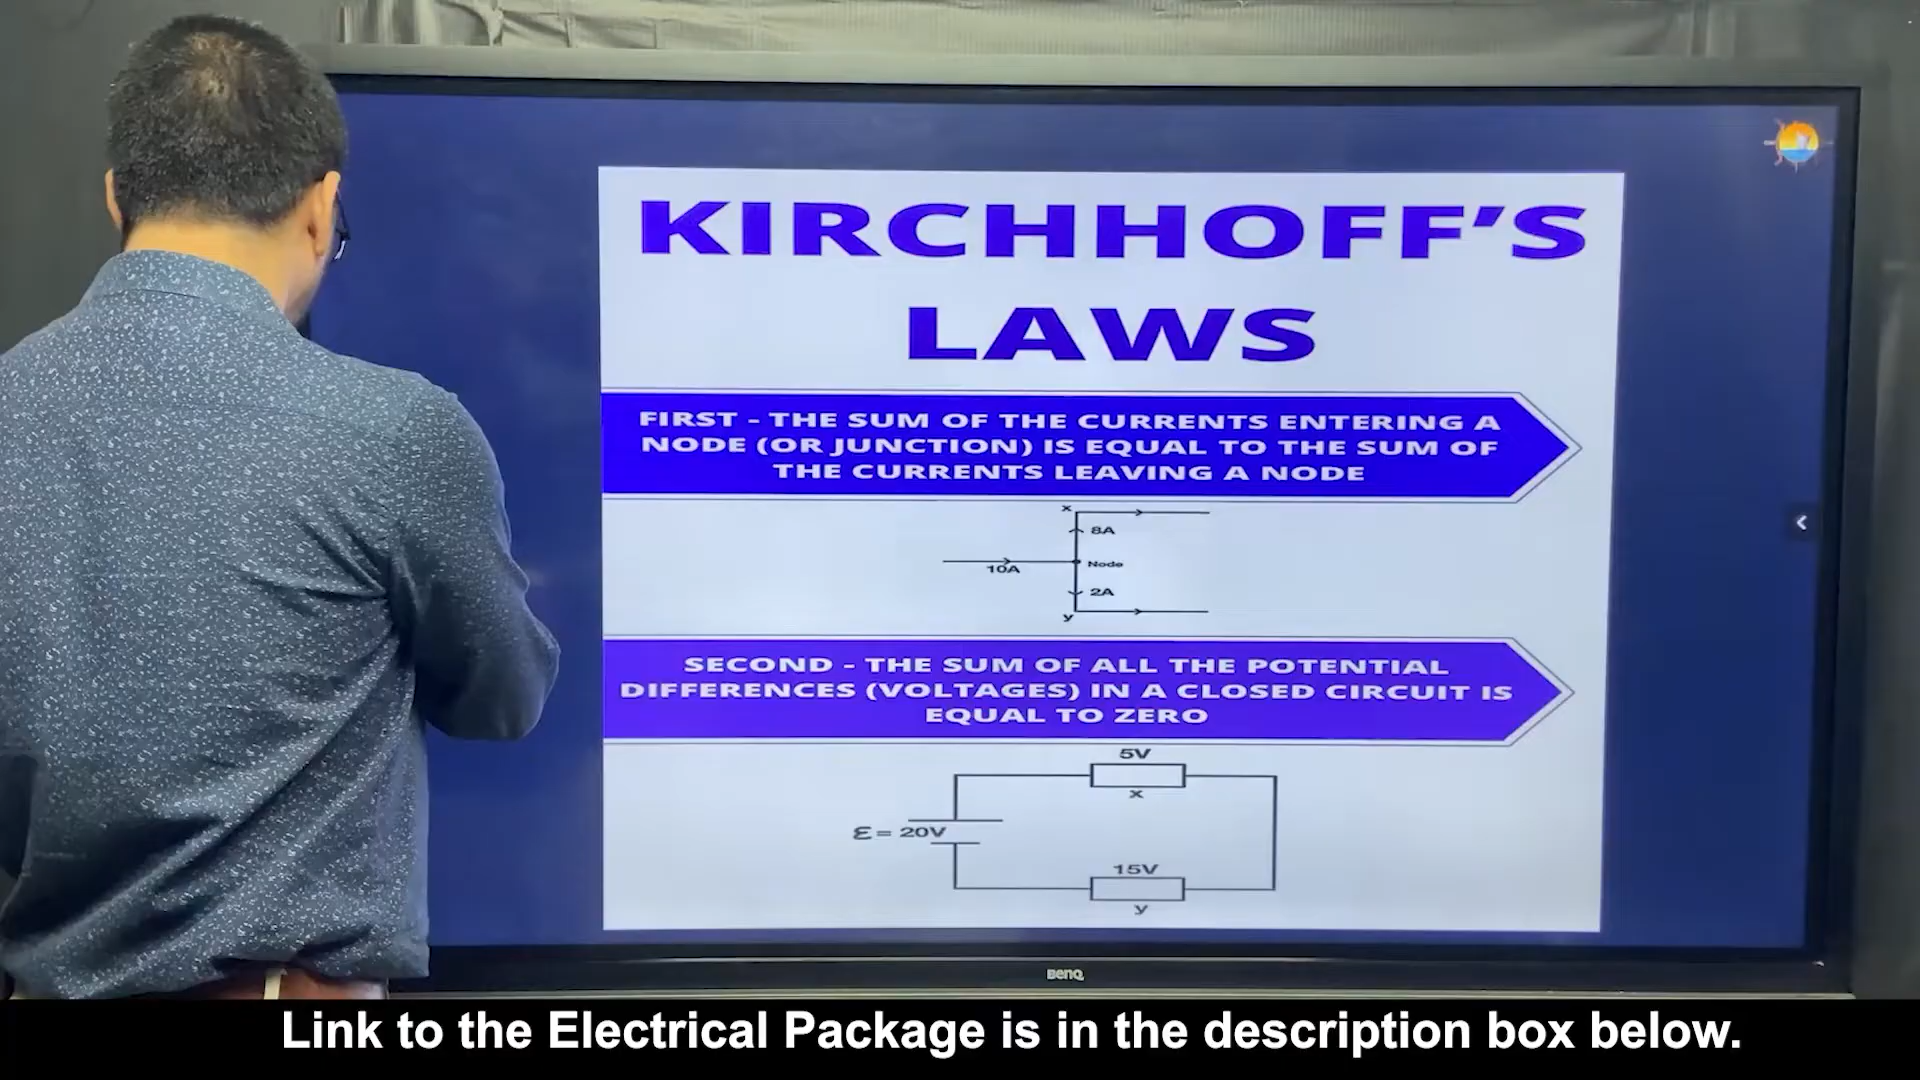 KIRCHHOFF'S
LAWS
FIRST - THE SUM OF THE CURRENTS ENTERING A
NODE (OR JUNCTION) IS EQUAL TO THE SUM OF
THE CURRENTS LEAVING A NODE
x
8A
10A
Node
2A
y
SECOND - THE SUM OF ALL THE POTENTIAL
DIFFERENCES (VOLTAGES) IN A CLOSED CIRCUIT IS
EQUAL TO ZERO
5V
x
Ɛ = 20V
15V
y
BenQ
Link to the Electrical Package is in the description box below.